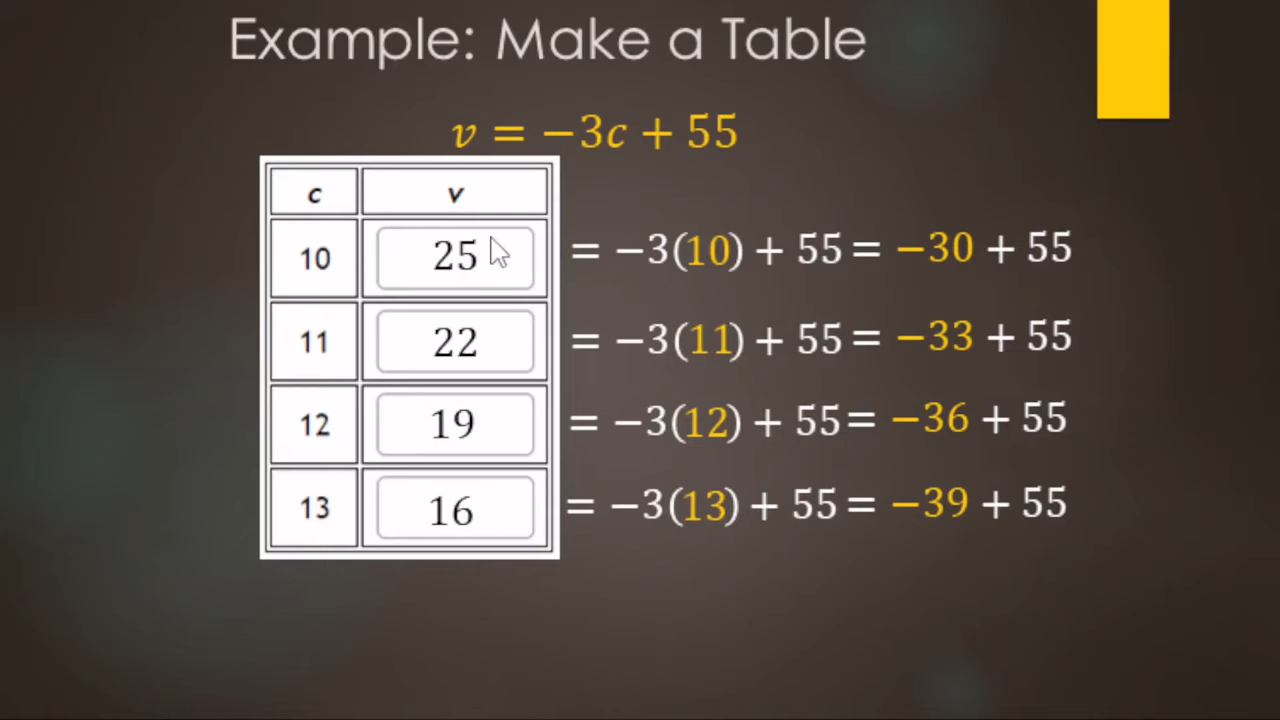 Example: Make a Table
v = −3c + 55
c v
10 25 = −3(10) + 55 = −30 + 55
11 22 = −3(11) + 55 = −33 + 55
12 19 = −3(12) + 55 = −36 + 55
13 16 = −3(13) + 55 = −39 + 55